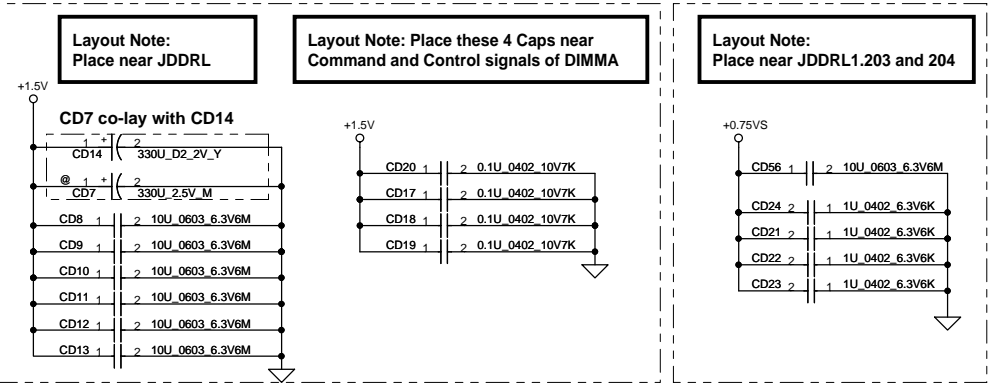 Layout Note:
Place near JDDRL
Layout Note: Place these 4 Caps near
Command and Control signals of DIMMA
Layout Note:
Place near JDDRL1.203 and 204
+1.5V
CD7 co-lay with CD14
1 + 2
CD14 330U_D2_2V_Y
@ 1 + 2
CD7 330U_2.5V_M
CD8 1 2 10U_0603_6.3V6M
CD9 1 2 10U_0603_6.3V6M
CD10 1 2 10U_0603_6.3V6M
CD11 1 2 10U_0603_6.3V6M
CD12 1 2 10U_0603_6.3V6M
CD13 1 2 10U_0603_6.3V6M
+1.5V
CD20 1 2 0.1U_0402_10V7K
CD17 1 2 0.1U_0402_10V7K
CD18 1 2 0.1U_0402_10V7K
CD19 1 2 0.1U_0402_10V7K
+0.75VS
CD56 1 2 10U_0603_6.3V6M
CD24 2 1 1U_0402_6.3V6K
CD21 2 1 1U_0402_6.3V6K
CD22 2 1 1U_0402_6.3V6K
CD23 2 1 1U_0402_6.3V6K